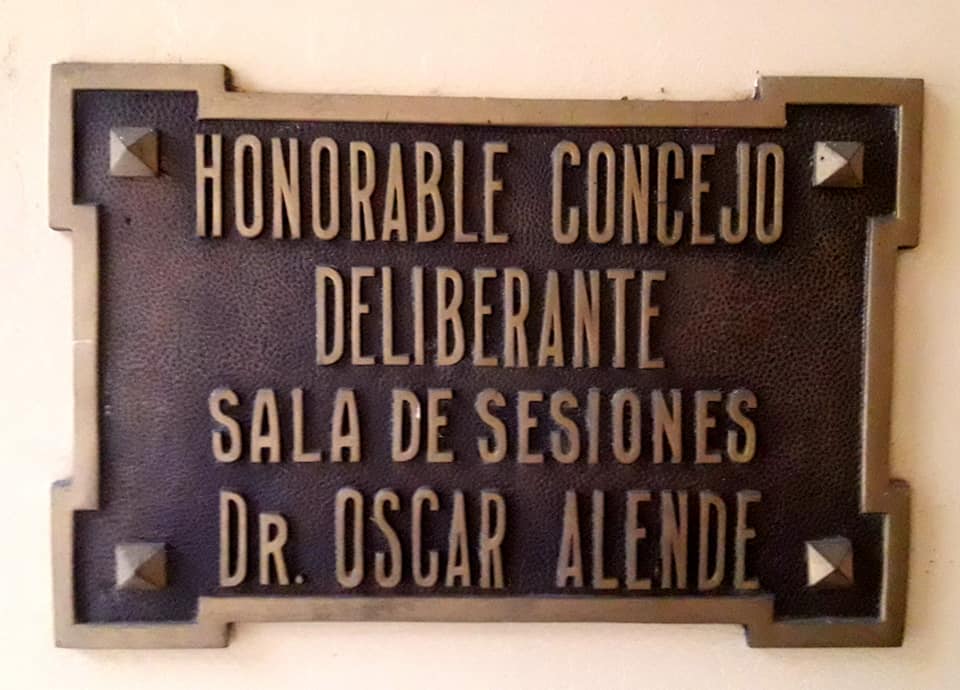 HONORABLE CONCEJO
DELIBERANTE
SALA DE SESIONES
DR. OSCAR ALENDE